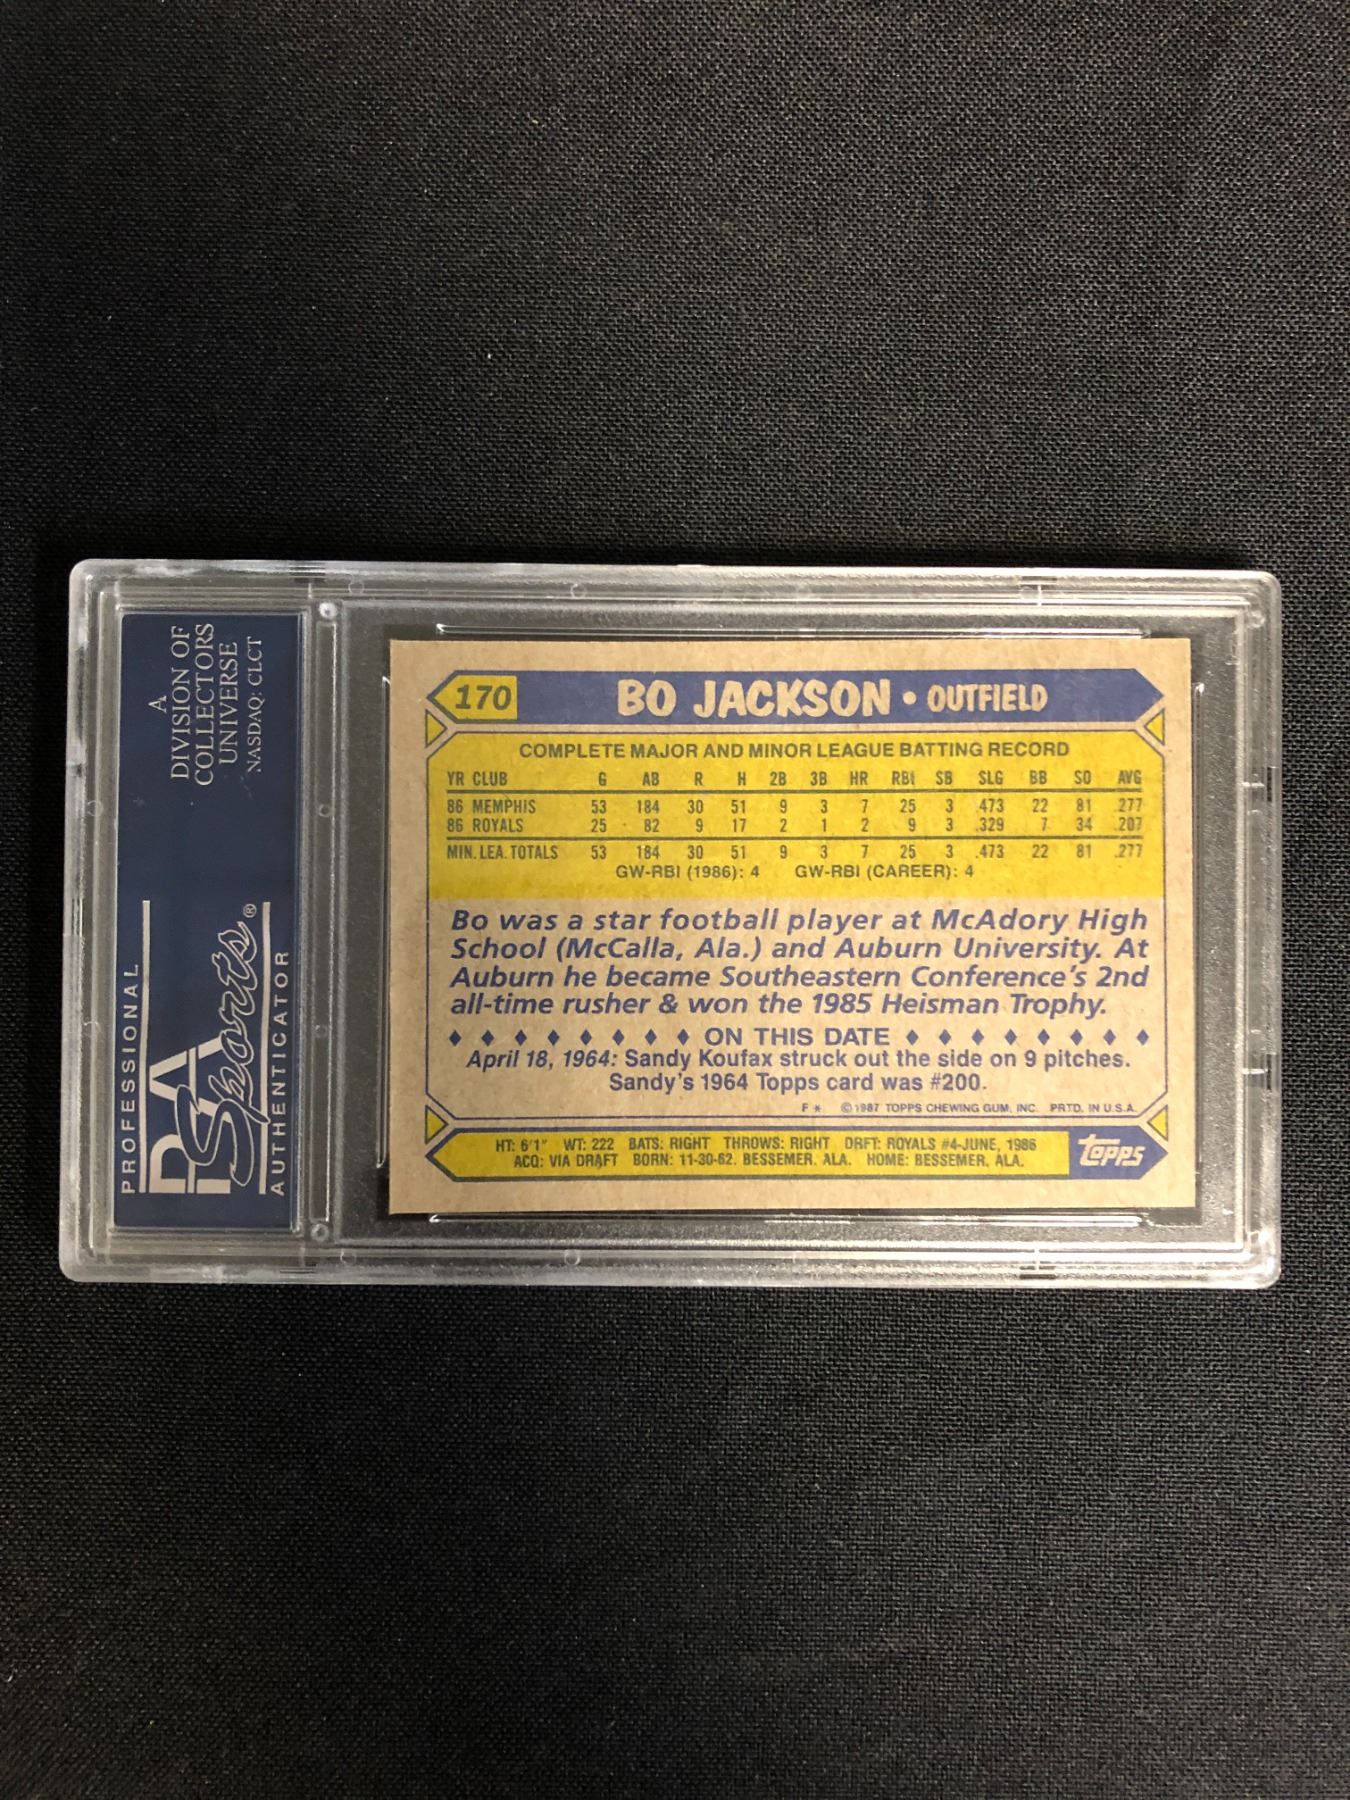 170 BO JACKSON • OUTFIELD
COMPLETE MAJOR AND MINOR LEAGUE BATTING RECORD
YR CLUB G AB R H 2B 3B HR RBI SB SLG BB SO AVG
86 MEMPHIS 53 184 30 51 9 3 7 25 3 .473 22 81 .277
86 ROYALS 25 82 9 17 2 1 2 9 3 .329 7 34 .207
MIN. LEA. TOTALS 53 184 30 51 9 3 7 25 3 .473 22 81 .277
GW-RBI (1986): 4 GW-RBI (CAREER): 4
Bo was a star football player at McAdory High
School (McCalla, Ala.) and Auburn University. At
Auburn he became Southeastern Conference's 2nd
all-time rusher & won the 1985 Heisman Trophy.
ON THIS DATE
April 18, 1964: Sandy Koufax struck out the side on 9 pitches.
Sandy's 1964 Topps card was #200.
F * © 1987 TOPPS CHEWING GUM, INC. PRTD. IN U.S.A.
HT: 6'1" WT: 222 BATS: RIGHT THROWS: RIGHT DRFT: ROYALS #4-JUNE, 1986
ACQ: VIA DRAFT BORN: 11-30-62, BESSEMER, ALA. HOME: BESSEMER, ALA.
topps
PROFESSIONAL
PSA
Sports®
AUTHENTICATOR
A
DIVISION OF
COLLECTORS
UNIVERSE
NASDAQ: CLCT